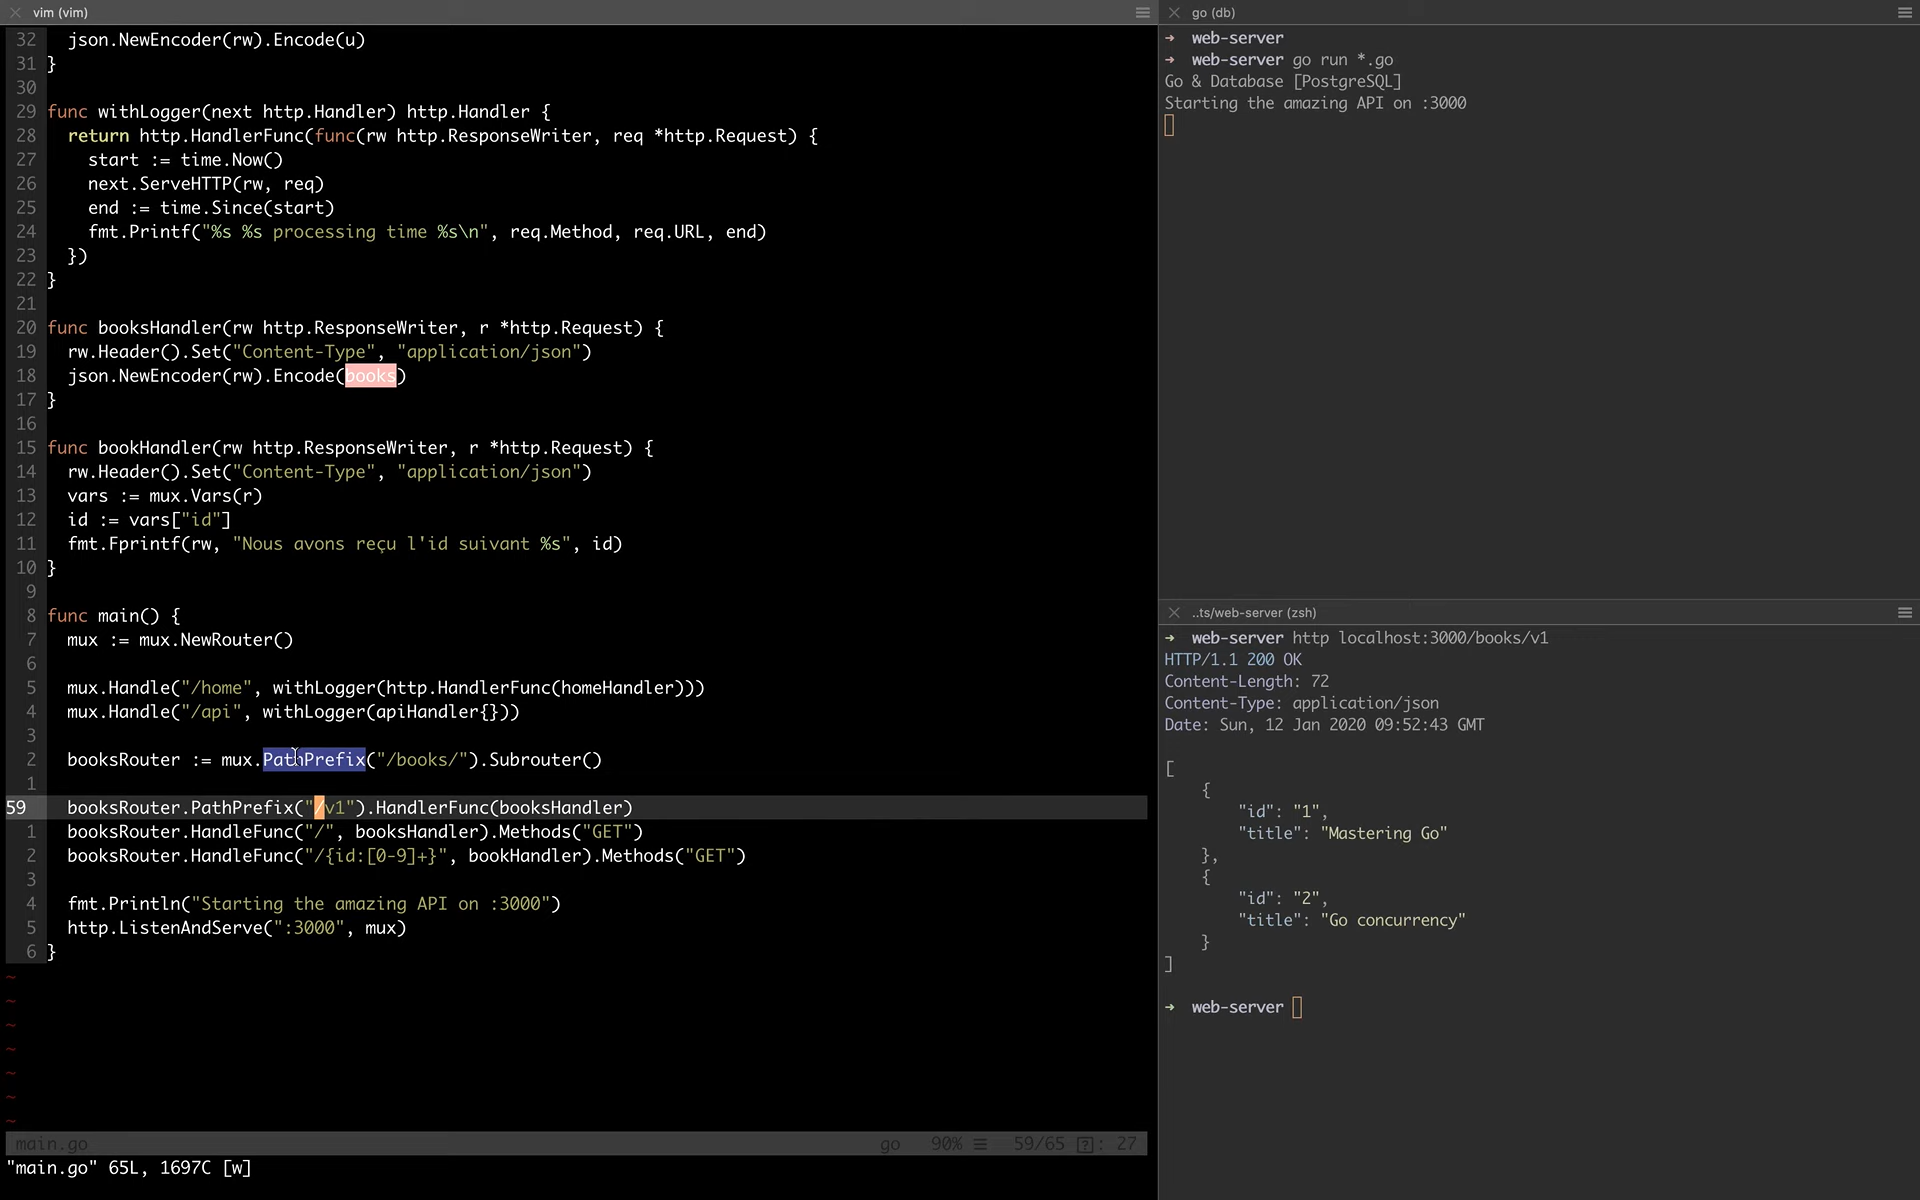 vim (vim)
32 json.NewEncoder(rw).Encode(u)
31 }
30
29 func withLogger(next http.Handler) http.Handler {
28 return http.HandlerFunc(func(rw http.ResponseWriter, req *http.Request) {
27 start := time.Now()
26 next.ServeHTTP(rw, req)
25 end := time.Since(start)
24 fmt.Printf("%s %s processing time %s\n", req.Method, req.URL, end)
23 })
22 }
21
20 func booksHandler(rw http.ResponseWriter, r *http.Request) {
19 rw.Header().Set("Content-Type", "application/json")
18 json.NewEncoder(rw).Encode(books)
17 }
16
15 func bookHandler(rw http.ResponseWriter, r *http.Request) {
14 rw.Header().Set("Content-Type", "application/json")
13 vars := mux.Vars(r)
12 id := vars["id"]
11 fmt.Fprintf(rw, "Nous avons reçu l'id suivant %s", id)
10 }
9
8 func main() {
7 mux := mux.NewRouter()
6
5 mux.Handle("/home", withLogger(http.HandlerFunc(homeHandler)))
4 mux.Handle("/api", withLogger(apiHandler{}))
3
2 booksRouter := mux.PathPrefix("/books/").Subrouter()
1
59 booksRouter.PathPrefix("/v1").HandlerFunc(booksHandler)
1 booksRouter.HandleFunc("/", booksHandler).Methods("GET")
2 booksRouter.HandleFunc("/{id:[0-9]+}", bookHandler).Methods("GET")
3
4 fmt.Println("Starting the amazing API on :3000")
5 http.ListenAndServe(":3000", mux)
6 }
~
~
~
~
~
~
~
main.go go 90% ☰ 59/65 [?]: 27
"main.go" 65L, 1697C [w]
go (db)
➜ web-server
➜ web-server go run *.go
Go & Database [PostgreSQL]
Starting the amazing API on :3000
..ts/web-server (zsh)
➜ web-server http localhost:3000/books/v1
HTTP/1.1 200 OK
Content-Length: 72
Content-Type: application/json
Date: Sun, 12 Jan 2020 09:52:43 GMT
[
{
"id": "1",
"title": "Mastering Go"
},
{
"id": "2",
"title": "Go concurrency"
}
]
➜ web-server